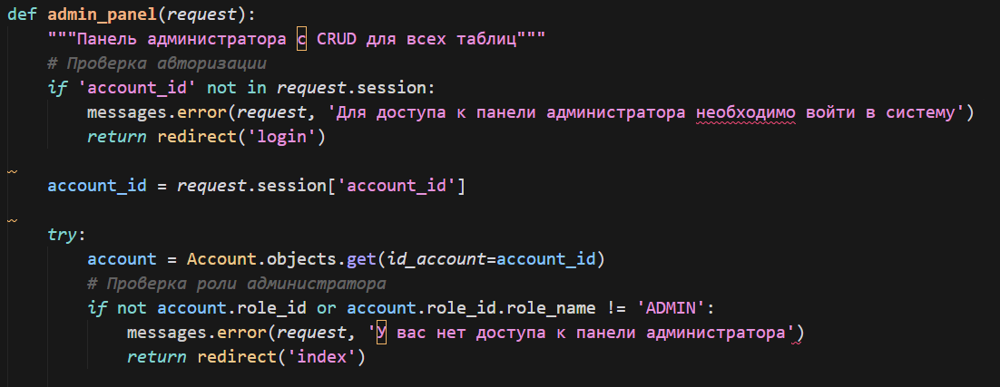 def admin_panel(request):
    """Панель администратора с CRUD для всех таблиц"""
    # Проверка авторизации
    if 'account_id' not in request.session:
        messages.error(request, 'Для доступа к панели администратора необходимо войти в систему')
        return redirect('login')
    account_id = request.session['account_id']
    try:
        account = Account.objects.get(id_account=account_id)
        # Проверка роли администратора
        if not account.role_id or account.role_id.role_name != 'ADMIN':
            messages.error(request, 'У вас нет доступа к панели администратора')
            return redirect('index')